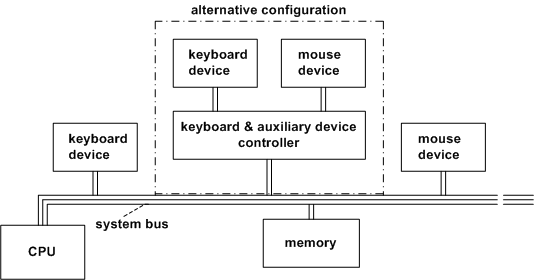 alternative configuration
keyboard
device
mouse
device
keyboard & auxiliary device
controller
keyboard
device
mouse
device
system bus
CPU
memory